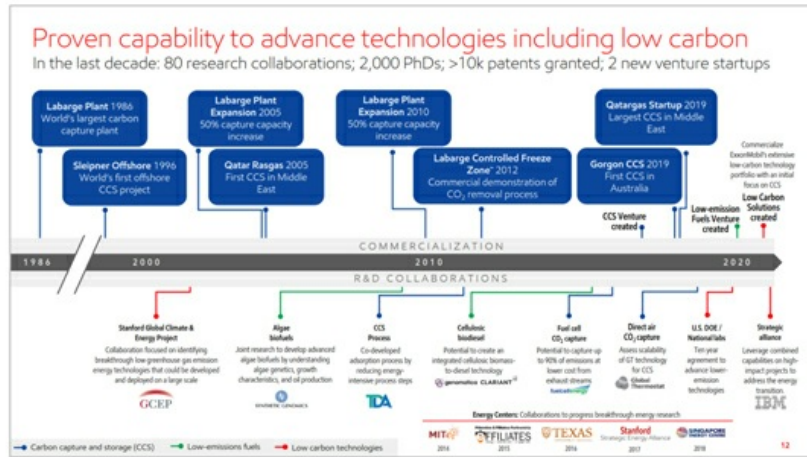 Proven capability to advance technologies including low carbon
In the last decade: 80 research collaborations; 2,000 PhDs; >10k patents granted; 2 new venture startups
Labarge Plant 1986
World's largest carbon
capture plant
Sleipner Offshore 1996
World's first offshore
CCS project
Labarge Plant
Expansion 2005
50% capture capacity
increase
Qatar Rasgas 2005
First CCS in Middle
East
Labarge Plant
Expansion 2010
50% capture capacity
increase
Labarge Controlled Freeze
Zone™ 2012
Commercial demonstration of
CO₂ removal process
Qatargas Startup 2019
Largest CCS in Middle
East
Gorgon CCS 2019
First CCS in
Australia
CCS Venture
created
Low-emission
Fuels Venture
created
Commercialize
ExxonMobil's extensive
low-carbon technology
portfolio with an initial
focus on CCS
Low Carbon
Solutions
created
COMMERCIALIZATION
1986
2000
2010
2020
R&D COLLABORATIONS
Stanford Global Climate &
Energy Project
Collaboration focused on identifying
breakthrough low-greenhouse gas emission
energy technologies that could be developed
and deployed on a large scale
GCEP
Algae
biofuels
Joint research to develop advanced
algae biofuels by understanding
algae genetics, growth
characteristics, and oil production
SYNTHETIC GENOMICS
CCS
Process
Co-developed
adsorption process by
reducing energy-
intensive process steps
TDA
Cellulosic
biodiesel
Potential to create an
integrated cellulosic biomass-
to-diesel technology
genomatica CLARIANT
Fuel cell
CO₂ capture
Potential to capture up
to 90% of emissions at
lower cost from
exhaust streams
fuelcellenergy
Direct air
CO₂ capture
Assess scalability
of GT technology
for CCS
Global
Thermostat
U.S. DOE /
National labs
Ten-year
agreement to
advance lower-
emission
technologies
Strategic
alliance
Leverage combined
capabilities on high-
impact projects to
address the energy
transition
IBM
Energy Centers: Collaborations to progress breakthrough energy research
MITei
2014
AFFILIATES
2015
TEXAS
2016
Stanford
Strategic Energy Alliance
2017
SINGAPORE
ENERGY CENTRE
2018
Carbon capture and storage (CCS)
Low-emissions fuels
Low carbon technologies
12